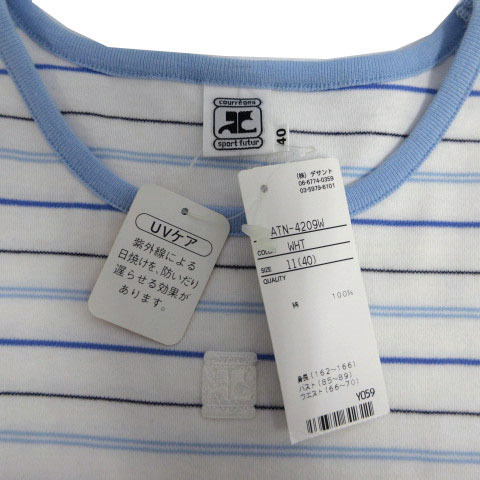 courrèges
sport futur
40
UVケア
紫外線による
日焼けを、防いだり
遅らせる効果が
あります。
(株) デサント
06-6774-0359
03-5979-6101
ATN-4209W
COLOR WHT
SIZE 11(40)
QUALITY
綿 100%
身長(162~166)
バスト(85~89)
ウエスト(66~70)
Y059